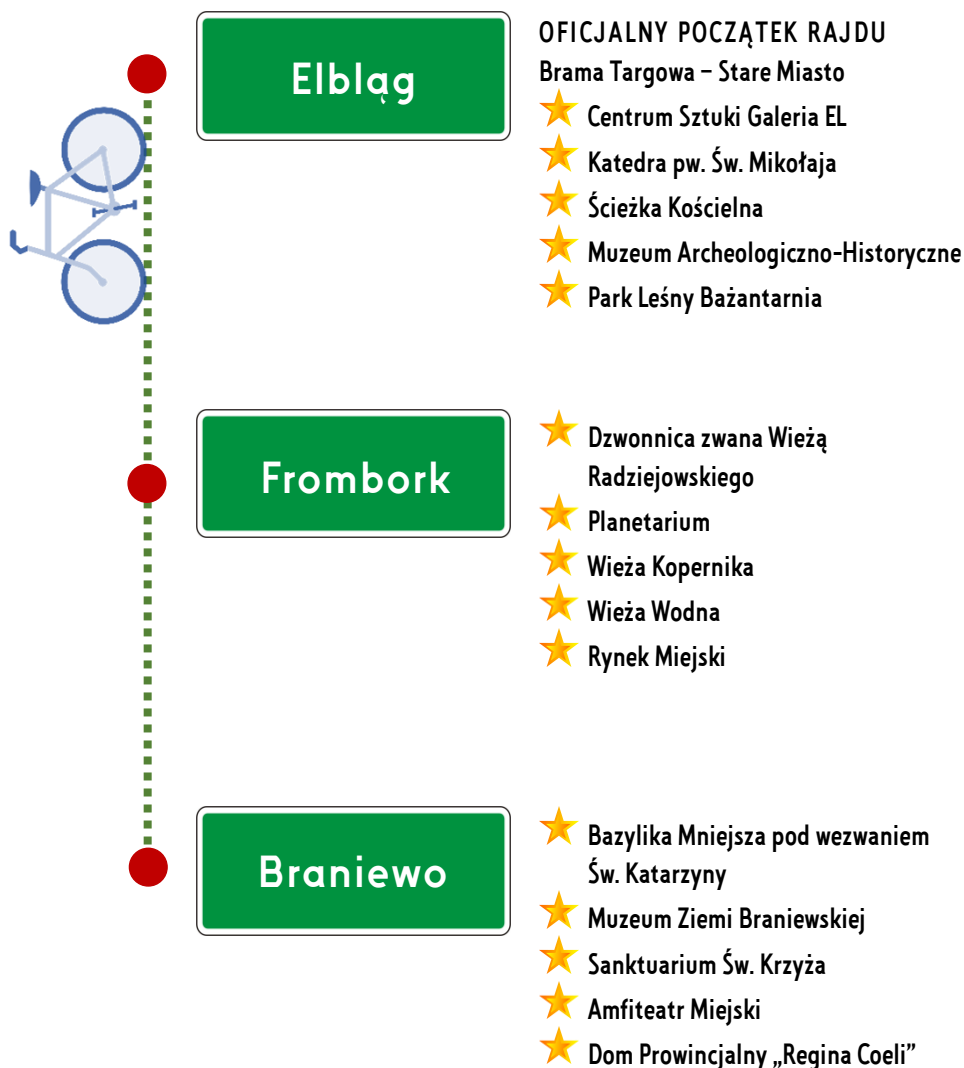 Elbląg
OFICJALNY POCZĄTEK RAJDU
Brama Targowa – Stare Miasto
Centrum Sztuki Galeria EL
Katedra pw. Św. Mikołaja
Ścieżka Kościelna
Muzeum Archeologiczno-Historyczne
Park Leśny Bażantarnia
Frombork
Dzwonnica zwana Wieżą
Radziejowskiego
Planetarium
Wieża Kopernika
Wieża Wodna
Rynek Miejski
Braniewo
Bazylika Mniejsza pod wezwaniem
Św. Katarzyny
Muzeum Ziemi Braniewskiej
Sanktuarium Św. Krzyża
Amfiteatr Miejski
Dom Prowincjalny „Regina Coeli”